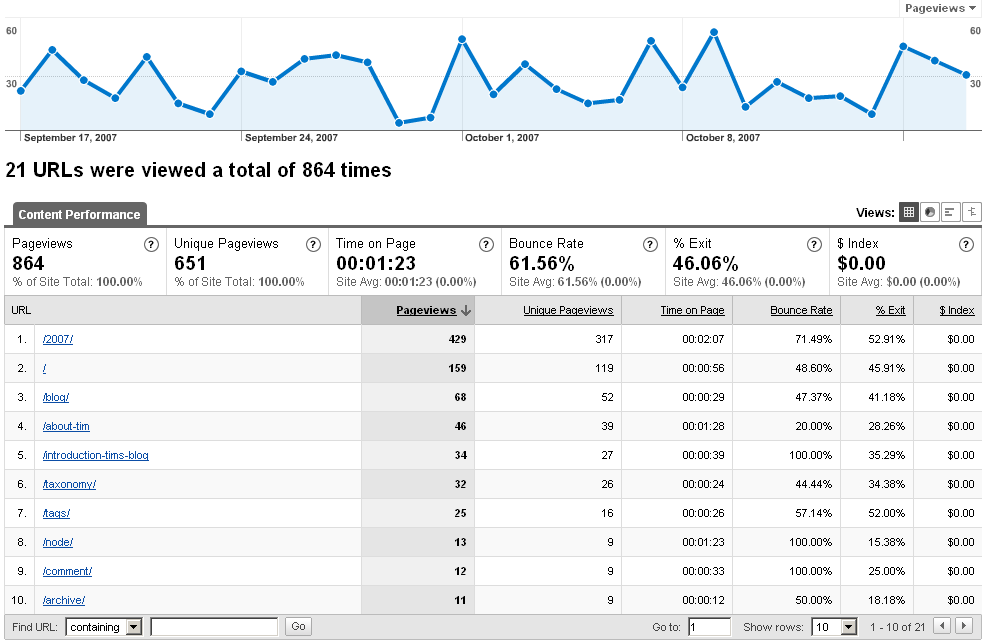 Pageviews
60 60
30 30
September 17, 2007 September 24, 2007 October 1, 2007 October 8, 2007
21 URLs were viewed a total of 864 times
Content Performance Views:
Pageviews ? Unique Pageviews ? Time on Page ? Bounce Rate ? % Exit ? $ Index ?
864 651 00:01:23 61.56% 46.06% $0.00
% of Site Total: 100.00% % of Site Total: 100.00% Site Avg: 00:01:23 (0.00%) Site Avg: 61.56% (0.00%) Site Avg: 46.06% (0.00%) Site Avg: $0.00 (0.00%)
URL Pageviews Unique Pageviews Time on Page Bounce Rate % Exit $ Index
1. /2007/ 429 317 00:02:07 71.49% 52.91% $0.00
2. / 159 119 00:00:56 48.60% 45.91% $0.00
3. /blog/ 68 52 00:00:29 47.37% 41.18% $0.00
4. /about-tim 46 39 00:01:28 20.00% 28.26% $0.00
5. /introduction-tims-blog 34 27 00:00:39 100.00% 35.29% $0.00
6. /taxonomy/ 32 26 00:00:24 44.44% 34.38% $0.00
7. /tags/ 25 16 00:00:26 57.14% 52.00% $0.00
8. /node/ 13 9 00:01:23 100.00% 15.38% $0.00
9. /comment/ 12 9 00:00:33 100.00% 25.00% $0.00
10. /archive/ 11 9 00:00:12 50.00% 18.18% $0.00
Find URL: containing Go Go to: 1 Show rows: 10 1 - 10 of 21